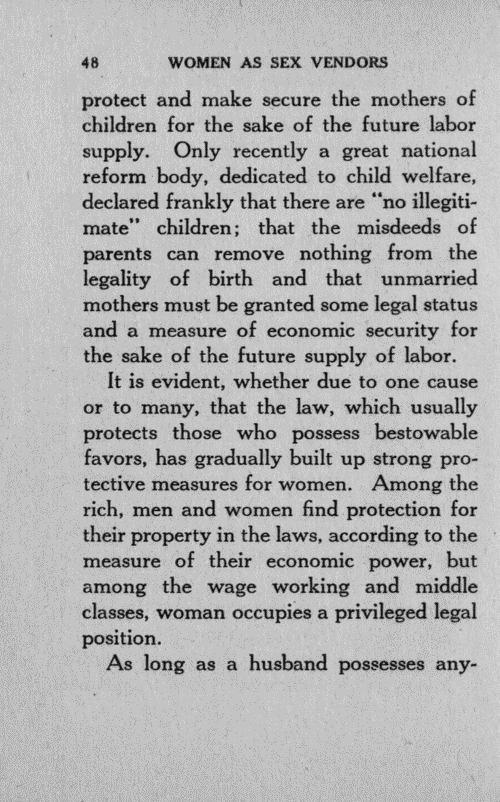 48 WOMEN AS SEX VENDORS
protect and make secure the mothers of
children for the sake of the future labor
supply. Only recently a great national
reform body, dedicated to child welfare,
declared frankly that there are "no illegiti-
mate" children; that the misdeeds of
parents can remove nothing from the
legality of birth and that unmarried
mothers must be granted some legal status
and a measure of economic security for
the sake of the future supply of labor.
It is evident, whether due to one cause
or to many, that the law, which usually
protects those who possess bestowable
favors, has gradually built up strong pro-
tective measures for women. Among the
rich, men and women find protection for
their property in the laws, according to the
measure of their economic power, but
among the wage working and middle
classes, woman occupies a privileged legal
position.
As long as a husband possesses any-